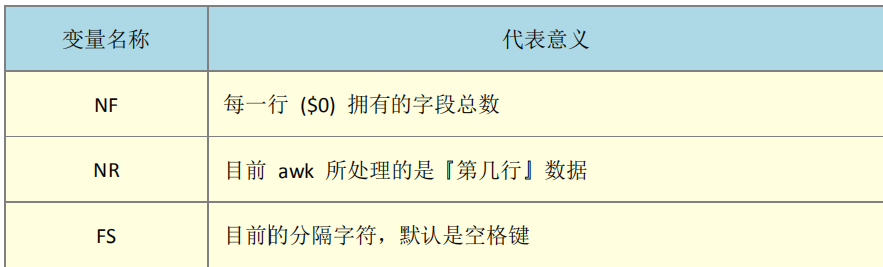 变量名称 代表意义
NF 每一行 ($0) 拥有的字段总数
NR 目前 awk 所处理的是『第几行』数据
FS 目前的分隔字符，默认是空格键